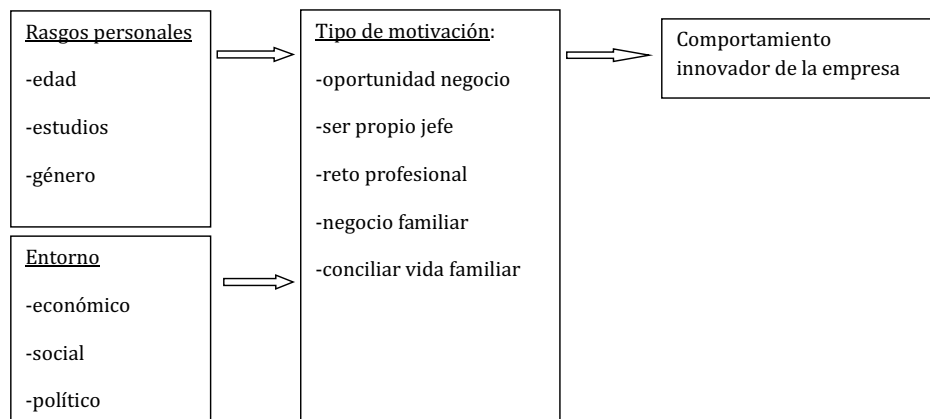 Rasgos personales
-edad
-estudios
-género
Entorno
-económico
-social
-político
Tipo de motivación:
-oportunidad negocio
-ser propio jefe
-reto profesional
-negocio familiar
-conciliar vida familiar
Comportamiento
innovador de la empresa